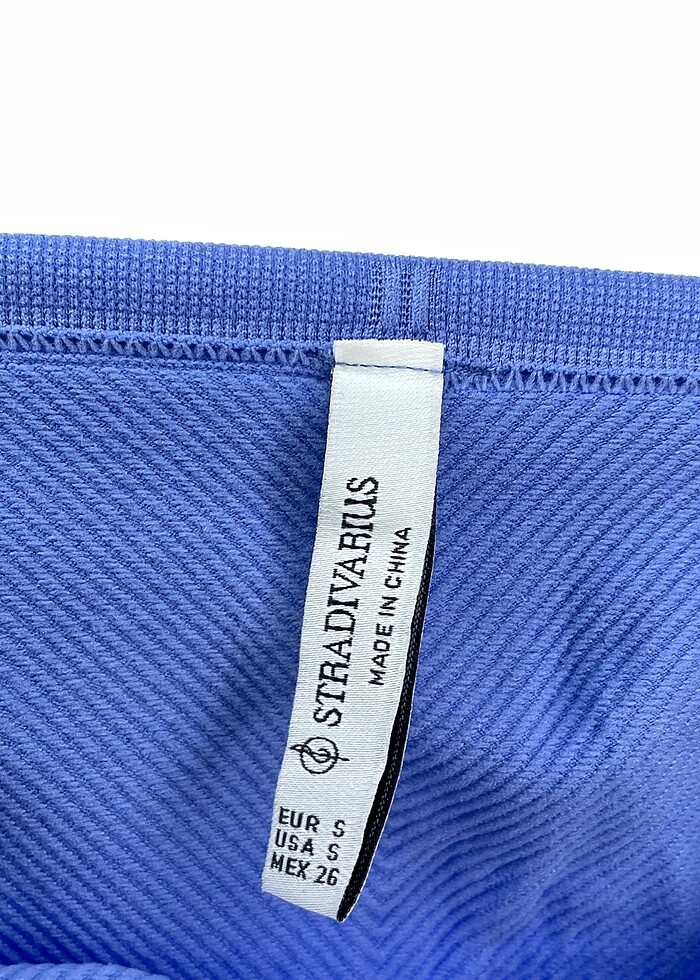 STRADIVARIUS
MADE IN CHINA
EUR S
USA S
MEX 26